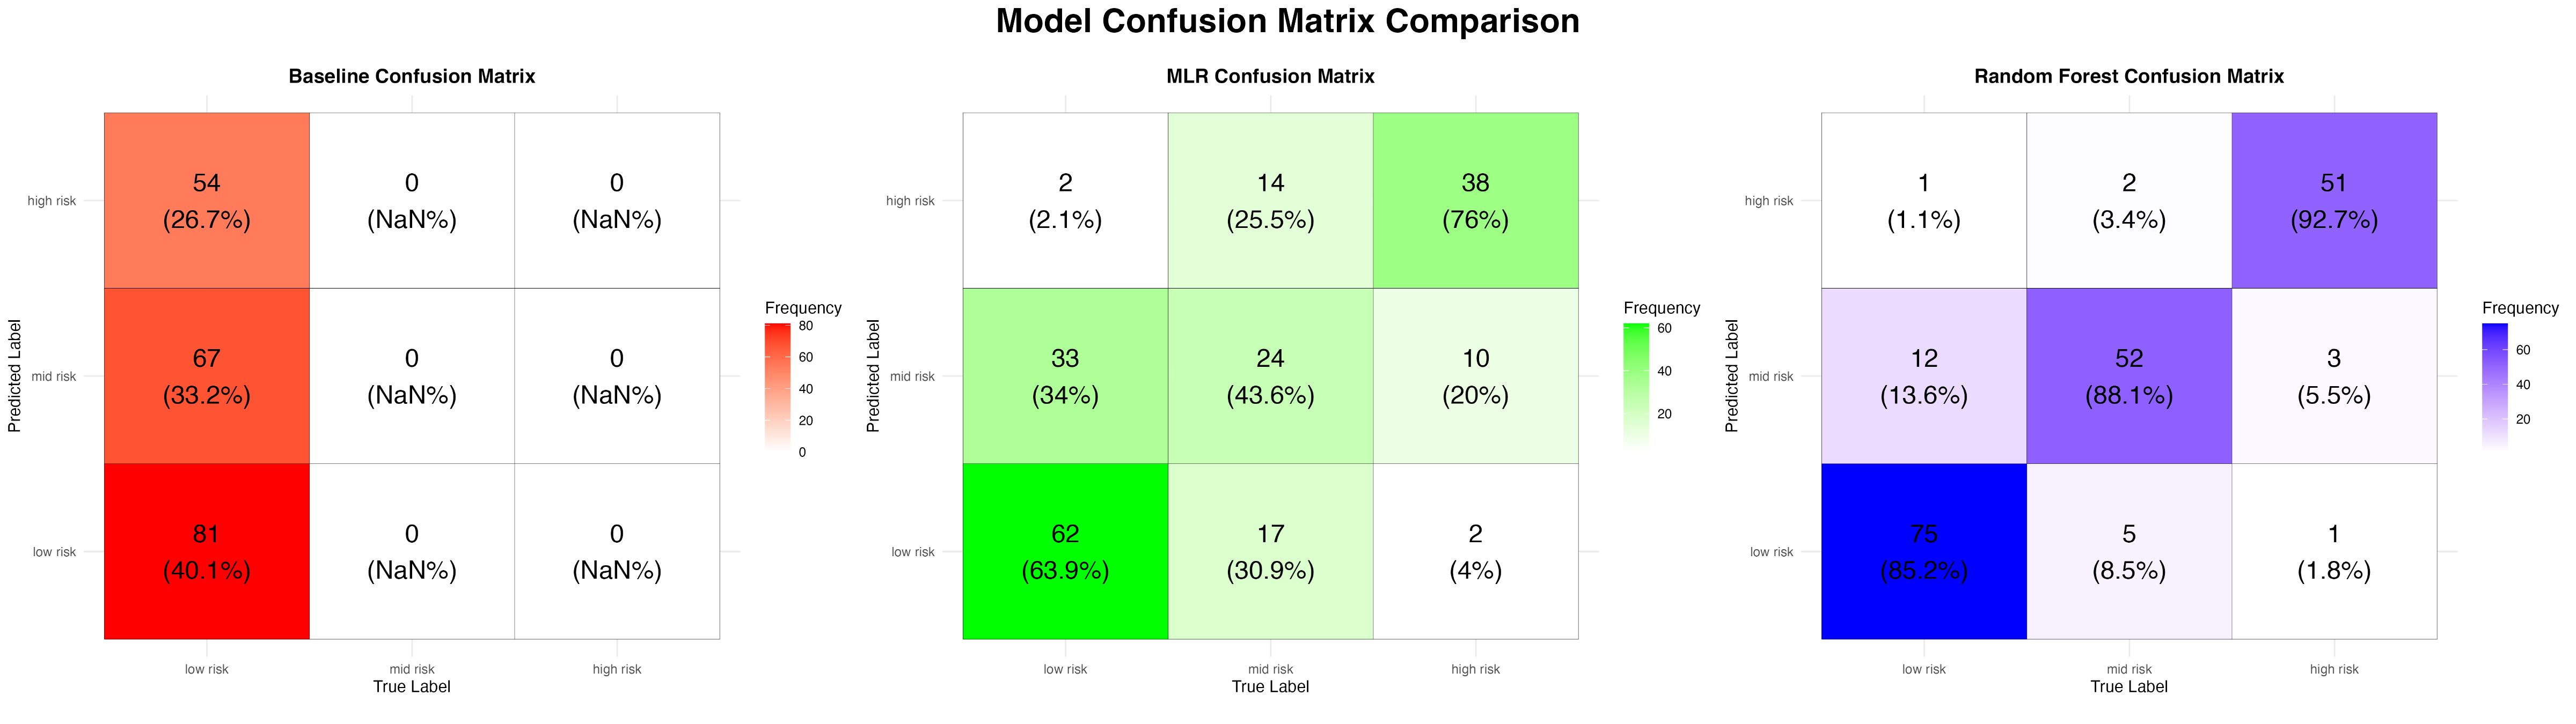 Model Confusion Matrix Comparison
Baseline Confusion Matrix
Predicted Label
high risk
54
(26.7%)
0
(NaN%)
0
(NaN%)
mid risk
67
(33.2%)
0
(NaN%)
0
(NaN%)
low risk
81
(40.1%)
0
(NaN%)
0
(NaN%)
low risk
mid risk
high risk
True Label
Frequency
80
60
40
20
0
MLR Confusion Matrix
Predicted Label
high risk
2
(2.1%)
14
(25.5%)
38
(76%)
mid risk
33
(34%)
24
(43.6%)
10
(20%)
low risk
62
(63.9%)
17
(30.9%)
2
(4%)
low risk
mid risk
high risk
True Label
Frequency
60
40
20
Random Forest Confusion Matrix
Predicted Label
high risk
1
(1.1%)
2
(3.4%)
51
(92.7%)
mid risk
12
(13.6%)
52
(88.1%)
3
(5.5%)
low risk
75
(85.2%)
5
(8.5%)
1
(1.8%)
low risk
mid risk
high risk
True Label
Frequency
60
40
20